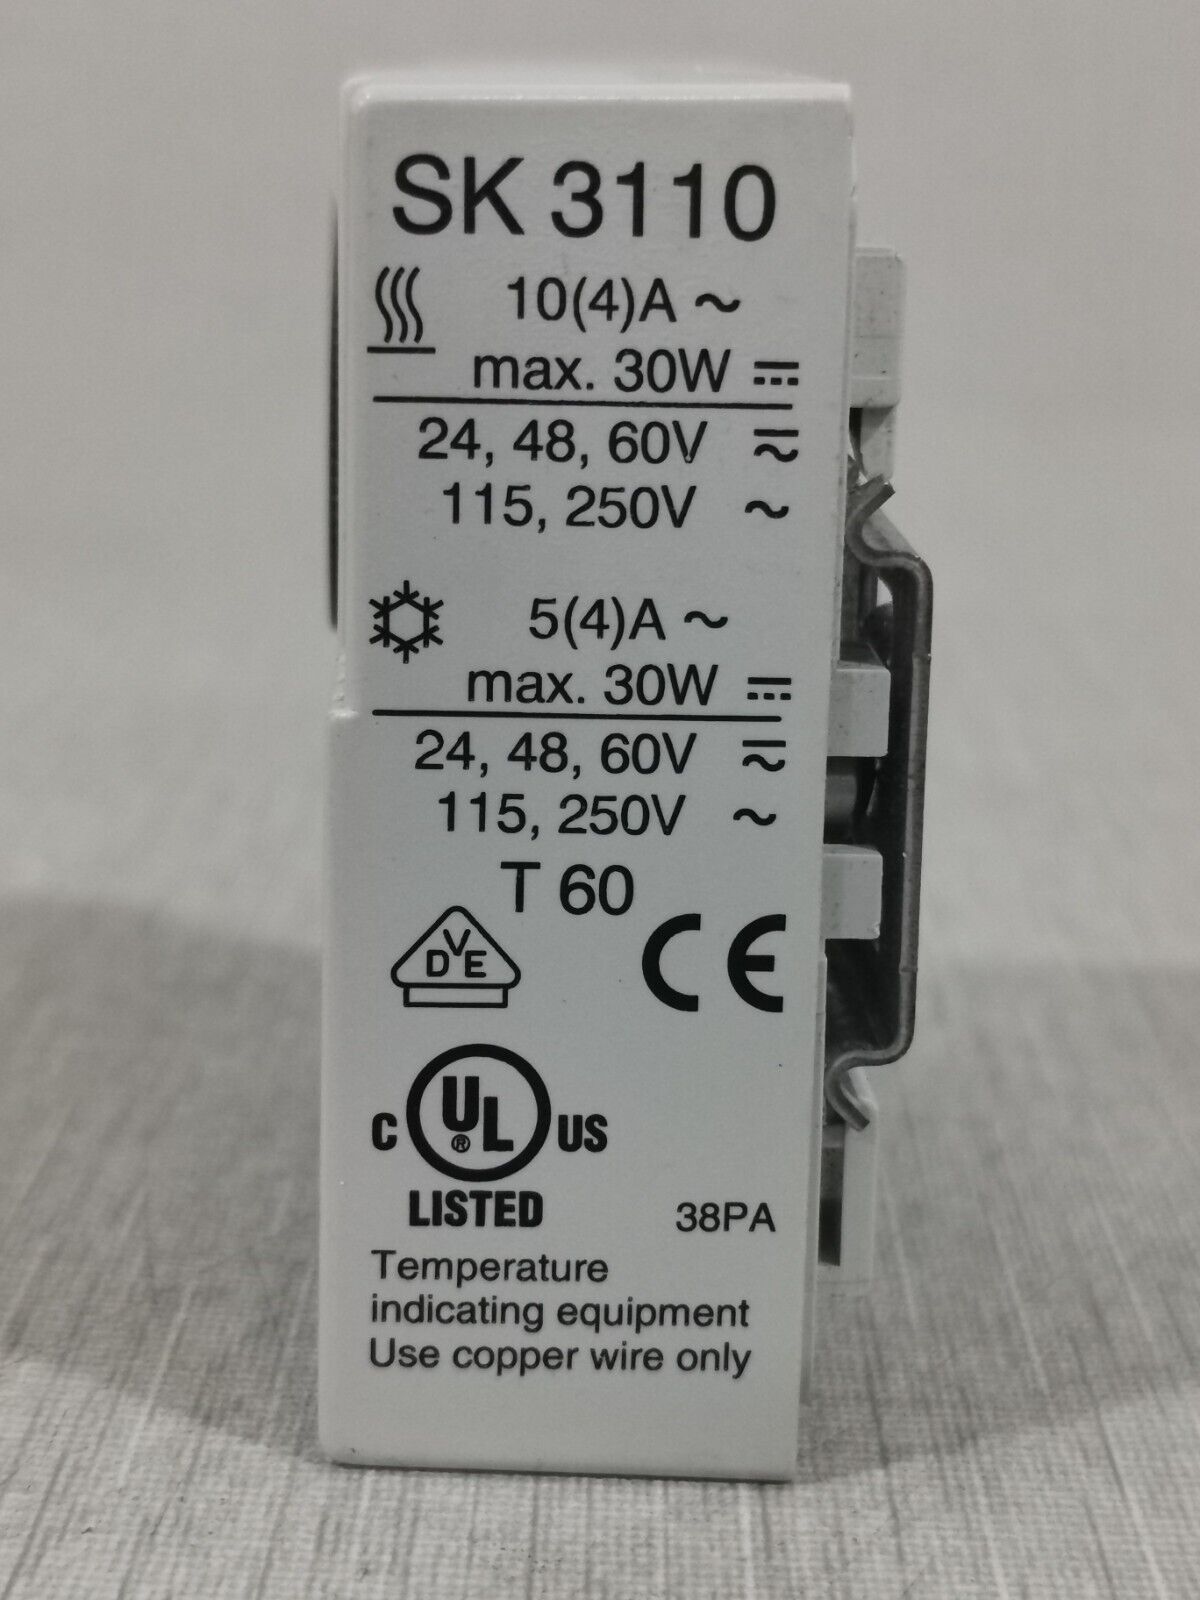 SK 3110
10(4)A ~
max. 30W ⎓
24, 48, 60V ⏦
115, 250V ~
5(4)A ~
max. 30W ⎓
24, 48, 60V ⏦
115, 250V ~
T 60
DVE CE
C UL® US
LISTED 38PA
Temperature
indicating equipment
Use copper wire only